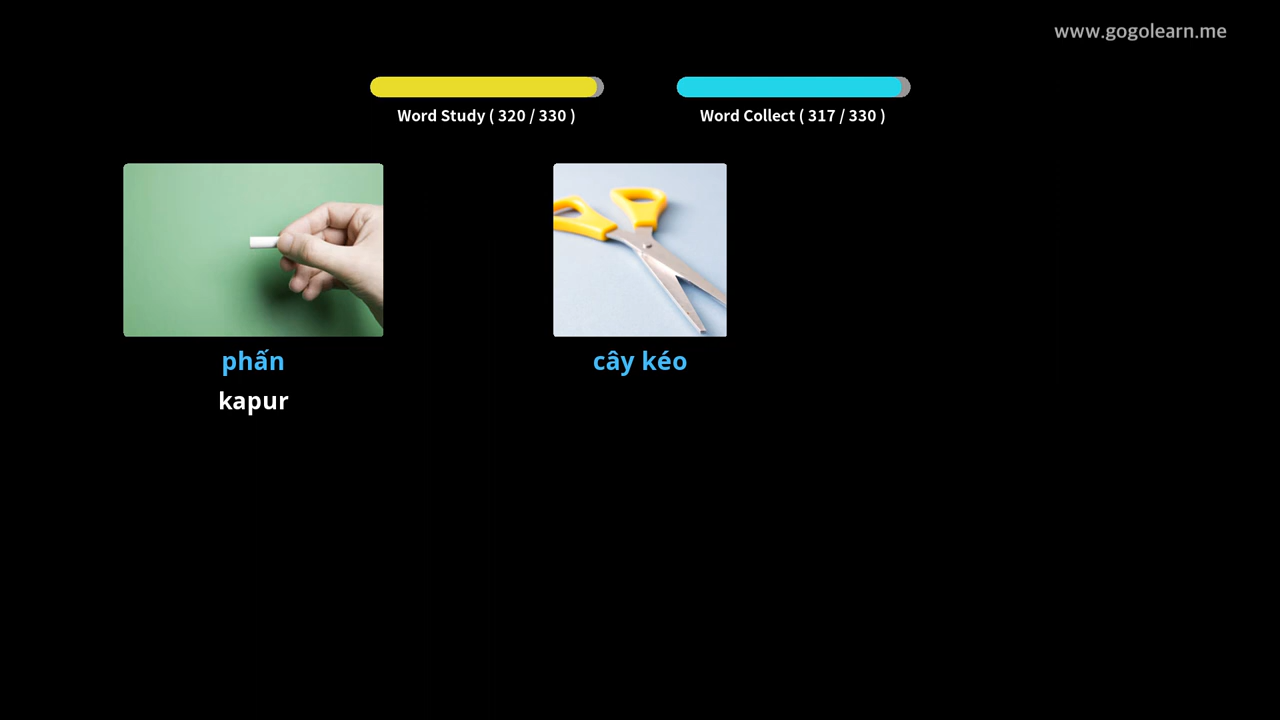 www.gogolearn.me
Word Study ( 320 / 330 )
Word Collect ( 317 / 330 )
phấn
kapur
cây kéo